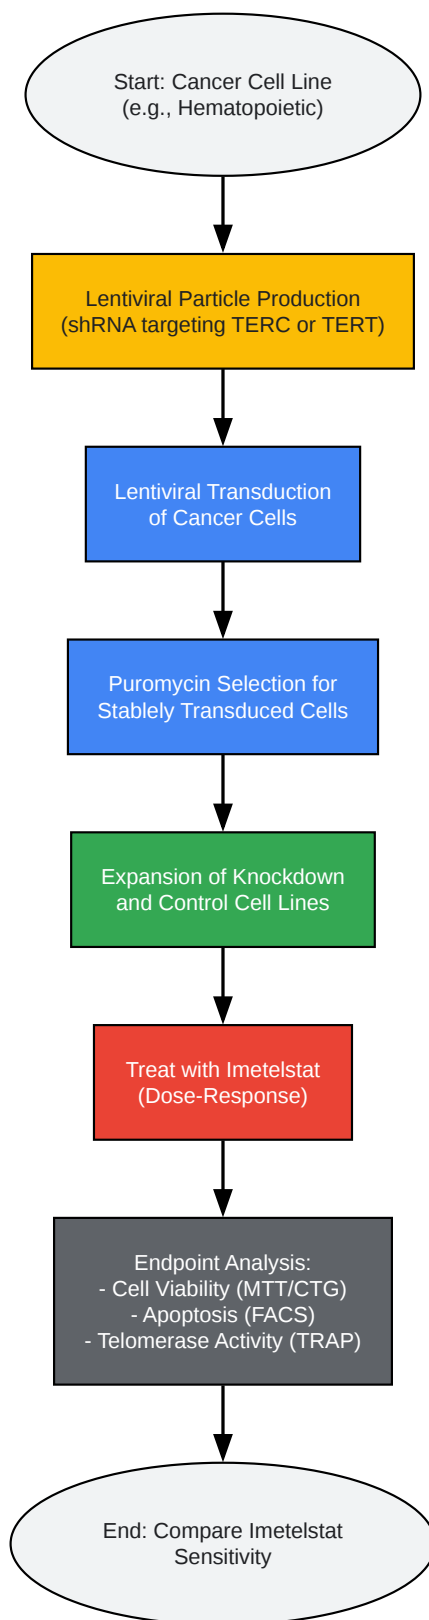 Start: Cancer Cell Line
(e.g., Hematopoietic)
Lentiviral Particle Production
(shRNA targeting TERC or TERT)
Lentiviral Transduction
of Cancer Cells
Puromycin Selection for
Stablely Transduced Cells
Expansion of Knockdown
and Control Cell Lines
Treat with Imetelstat
(Dose-Response)
Endpoint Analysis:
- Cell Viability (MTT/CTG)
- Apoptosis (FACS)
- Telomerase Activity (TRAP)
End: Compare Imetelstat
Sensitivity